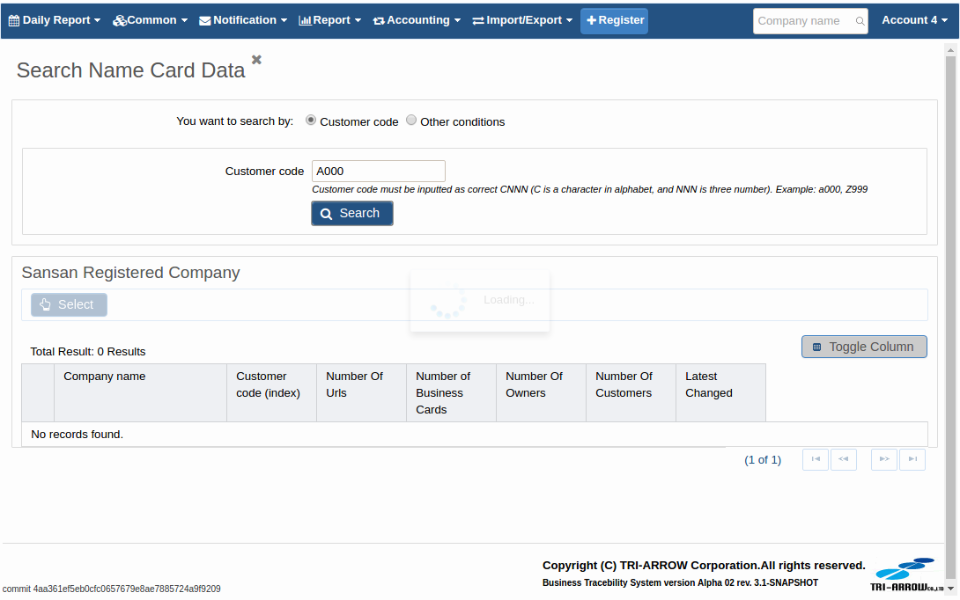 Daily Report Common Notification Report Accounting Import/Export Register Company name Account 4
Search Name Card Data
You want to search by: Customer code Other conditions
Customer code A000
Customer code must be inputted as correct CNNN (C is a character in alphabet, and NNN is three number). Example: a000, Z999
Search
Sansan Registered Company
Select
Loading...
Total Result: 0 Results
Toggle Column
Company name
Customer code (index)
Number Of Urls
Number of Business Cards
Number Of Owners
Number Of Customers
Latest Changed
No records found.
(1 of 1)
Copyright (C) TRI-ARROW Corporation.All rights reserved.
Business Tracebility System version Alpha 02 rev. 3.1-SNAPSHOT
TRI-ARROW CO.,LTD
commit 4aa361ef5eb0cfc0657679e8ae7885724a9f9209